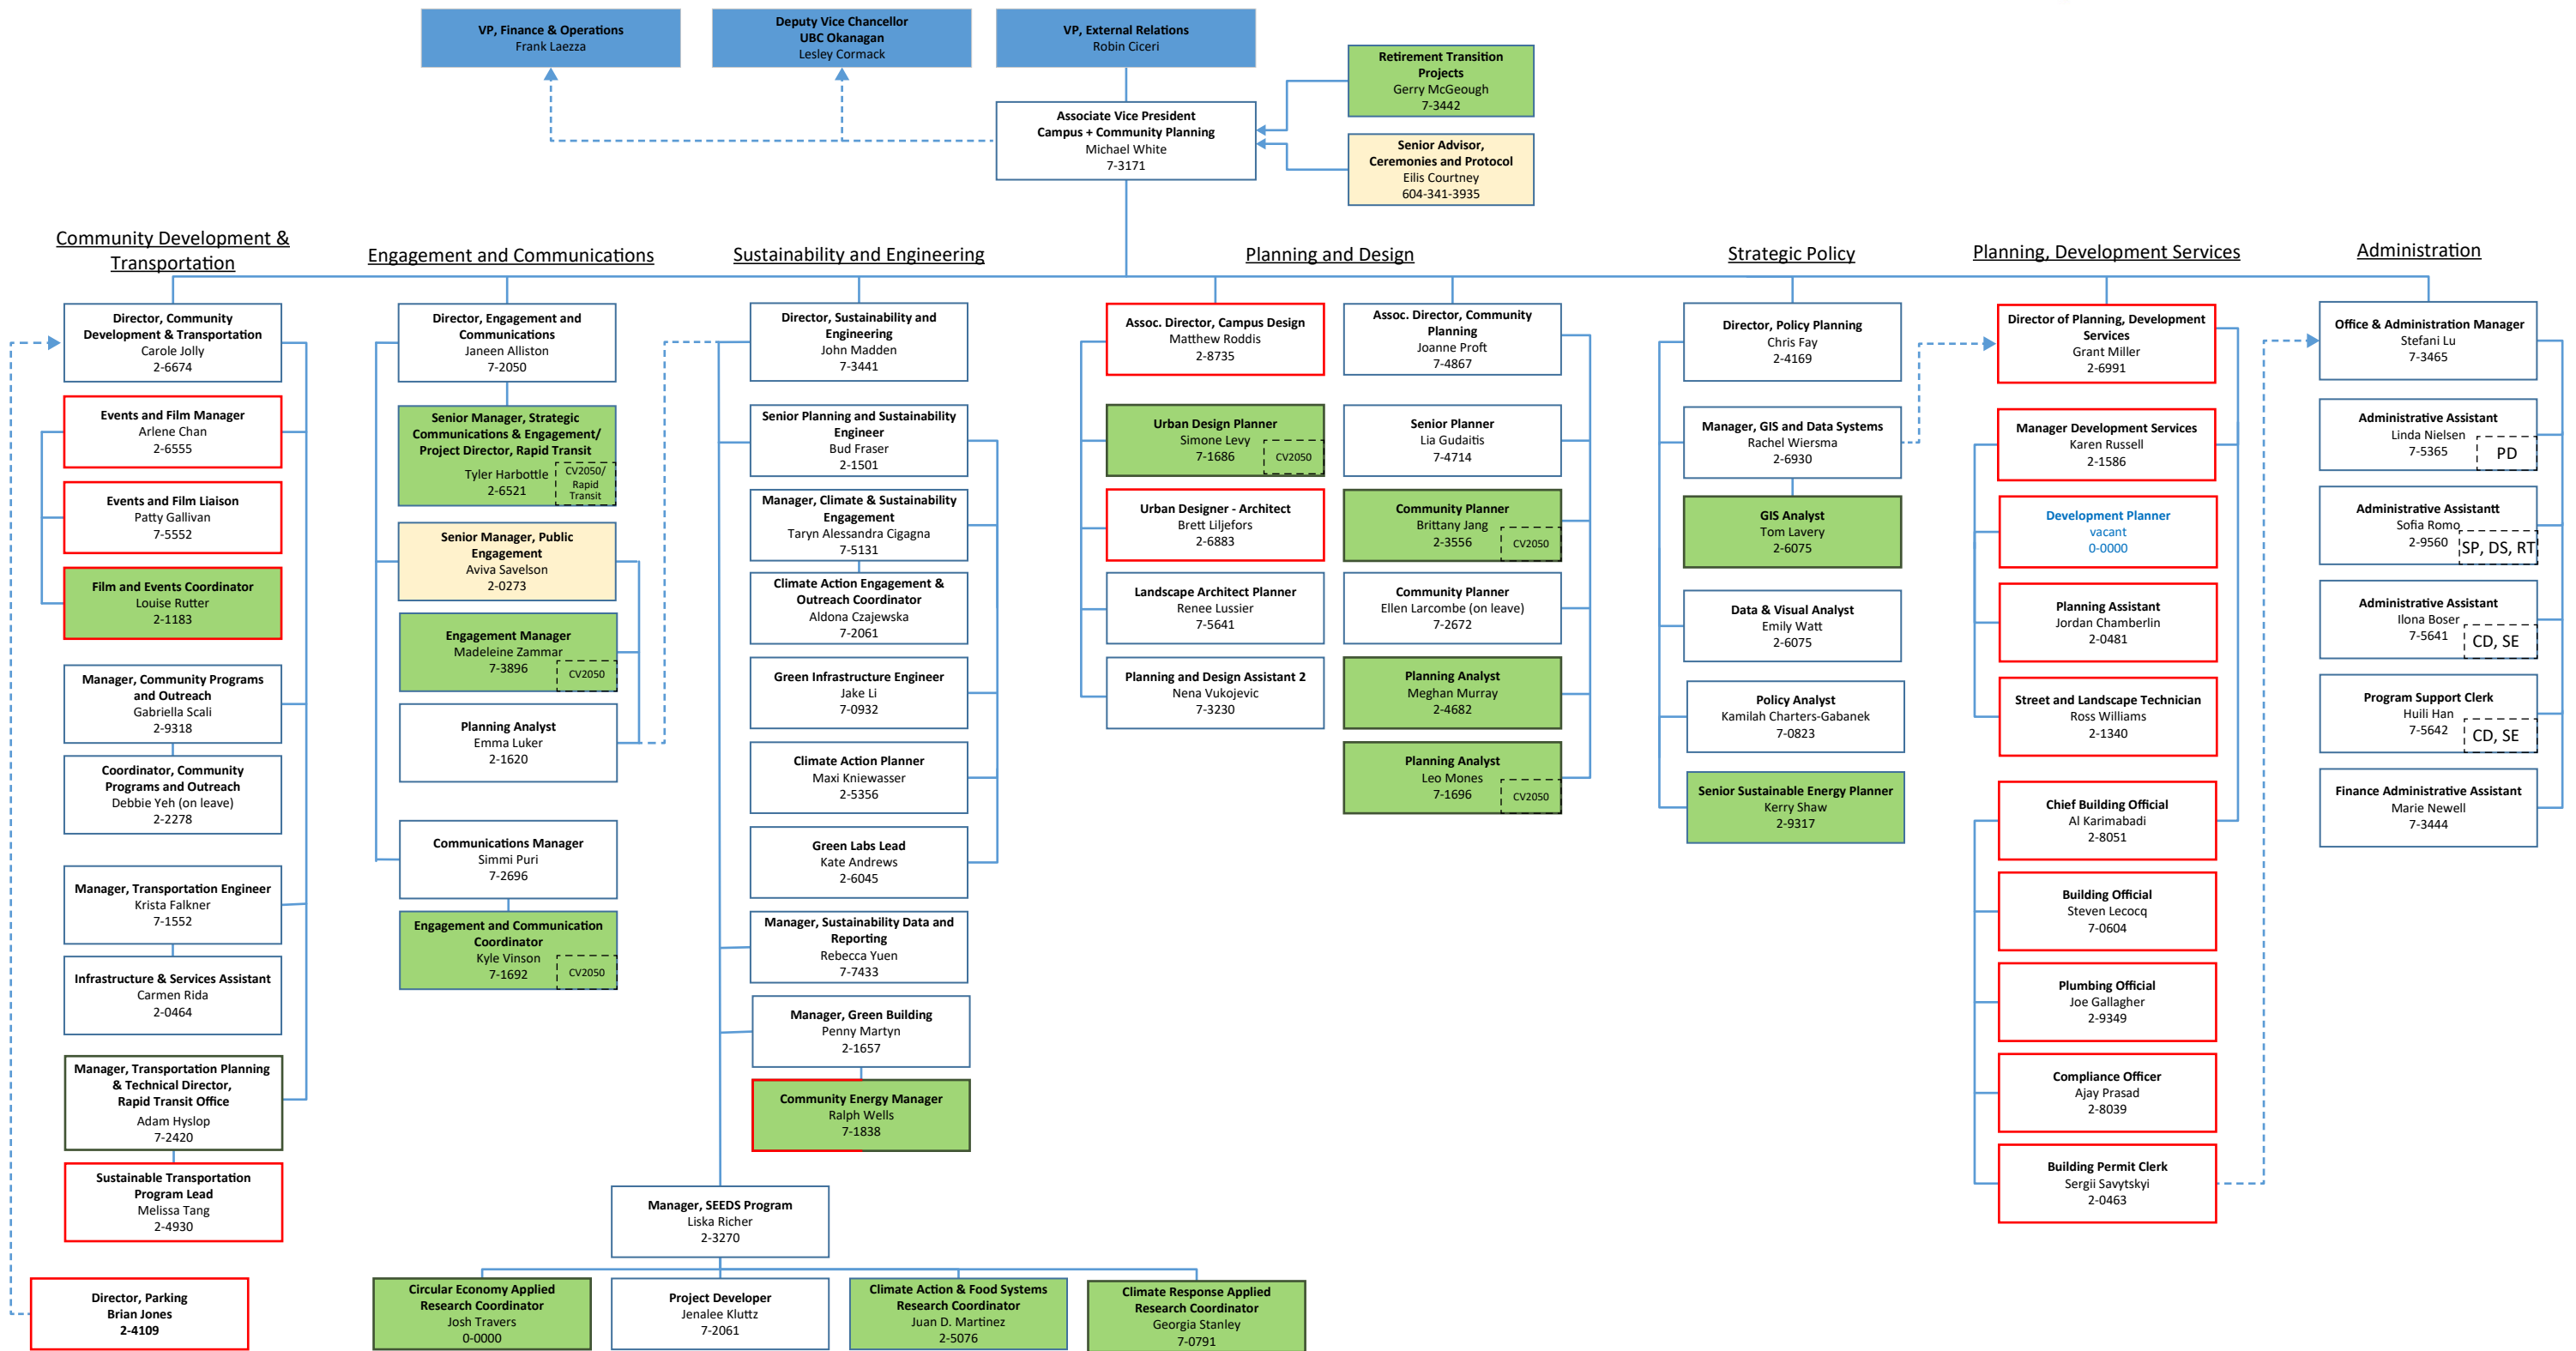 VP, Finance & Operations
Frank Laezza
Deputy Vice Chancellor
UBC Okanagan
Lesley Cormack
VP, External Relations
Robin Ciceri
Retirement Transition
Projects
Gerry McGeough
7-3442
Associate Vice President
Campus + Community Planning
Michael White
7-3171
Senior Advisor,
Ceremonies and Protocol
Eilis Courtney
604-341-3935
Community Development &
Transportation
Director, Community
Development & Transportation
Carole Jolly
2-6674
Events and Film Manager
Arlene Chan
2-6555
Events and Film Liaison
Patty Gallivan
7-5552
Film and Events Coordinator
Louise Rutter
2-1183
Manager, Community Programs
and Outreach
Gabriella Scali
2-9318
Coordinator, Community
Programs and Outreach
Debbie Yeh (on leave)
2-2278
Manager, Transportation Engineer
Krista Falkner
7-1552
Infrastructure & Services Assistant
Carmen Rida
2-0464
Manager, Transportation Planning
& Technical Director,
Rapid Transit Office
Adam Hyslop
7-2420
Sustainable Transportation
Program Lead
Melissa Tang
2-4930
Director, Parking
Brian Jones
2-4109
Engagement and Communications
Director, Engagement and
Communications
Janeen Alliston
7-2050
Senior Manager, Strategic
Communications & Engagement/
Project Director, Rapid Transit
Tyler Harbottle
2-6521
CV2050/
Rapid
Transit
Senior Manager, Public
Engagement
Aviva Savelson
2-0273
Engagement Manager
Madeleine Zammar
7-3896
CV2050
Planning Analyst
Emma Luker
2-1620
Communications Manager
Simmi Puri
7-2696
Engagement and Communication
Coordinator
Kyle Vinson
7-1692
CV2050
Sustainability and Engineering
Director, Sustainability and
Engineering
John Madden
7-3441
Senior Planning and Sustainability
Engineer
Bud Fraser
2-1501
Manager, Climate & Sustainability
Engagement
Taryn Alessandra Cigagna
7-5131
Climate Action Engagement &
Outreach Coordinator
Aldona Czajewska
7-2061
Green Infrastructure Engineer
Jake Li
7-0932
Climate Action Planner
Maxi Kniewasser
2-5356
Green Labs Lead
Kate Andrews
2-6045
Manager, Sustainability Data and
Reporting
Rebecca Yuen
7-7433
Manager, Green Building
Penny Martyn
2-1657
Community Energy Manager
Ralph Wells
7-1838
Manager, SEEDS Program
Liska Richer
2-3270
Circular Economy Applied
Research Coordinator
Josh Travers
0-0000
Project Developer
Jenalee Kluttz
7-2061
Climate Action & Food Systems
Research Coordinator
Juan D. Martinez
2-5076
Climate Response Applied
Research Coordinator
Georgia Stanley
7-0791
Planning and Design
Assoc. Director, Campus Design
Matthew Roddis
2-8735
Urban Design Planner
Simone Levy
7-1686
CV2050
Urban Designer - Architect
Brett Liljefors
2-6883
Landscape Architect Planner
Renee Lussier
7-5641
Planning and Design Assistant 2
Nena Vukojevic
7-3230
Assoc. Director, Community
Planning
Joanne Proft
7-4867
Senior Planner
Lia Gudaitis
7-4714
Community Planner
Brittany Jang
2-3556
CV2050
Community Planner
Ellen Larcombe (on leave)
7-2672
Planning Analyst
Meghan Murray
2-4682
Planning Analyst
Leo Mones
7-1696
CV2050
Strategic Policy
Director, Policy Planning
Chris Fay
2-4169
Manager, GIS and Data Systems
Rachel Wiersma
2-6930
GIS Analyst
Tom Lavery
2-6075
Data & Visual Analyst
Emily Watt
2-6075
Policy Analyst
Kamilah Charters-Gabanek
7-0823
Senior Sustainable Energy Planner
Kerry Shaw
2-9317
Planning, Development Services
Director of Planning, Development
Services
Grant Miller
2-6991
Manager Development Services
Karen Russell
2-1586
Development Planner
vacant
0-0000
Planning Assistant
Jordan Chamberlin
2-0481
Street and Landscape Technician
Ross Williams
2-1340
Chief Building Official
Al Karimabadi
2-8051
Building Official
Steven Lecocq
7-0604
Plumbing Official
Joe Gallagher
2-9349
Compliance Officer
Ajay Prasad
2-8039
Building Permit Clerk
Sergii Savytskyi
2-0463
Administration
Office & Administration Manager
Stefani Lu
7-3465
Administrative Assistant
Linda Nielsen
7-5365
PD
Administrative Assistantt
Sofia Romo
2-9560
SP, DS, RT
Administrative Assistant
Ilona Boser
7-5641
CD, SE
Program Support Clerk
Huili Han
7-5642
CD, SE
Finance Administrative Assistant
Marie Newell
7-3444